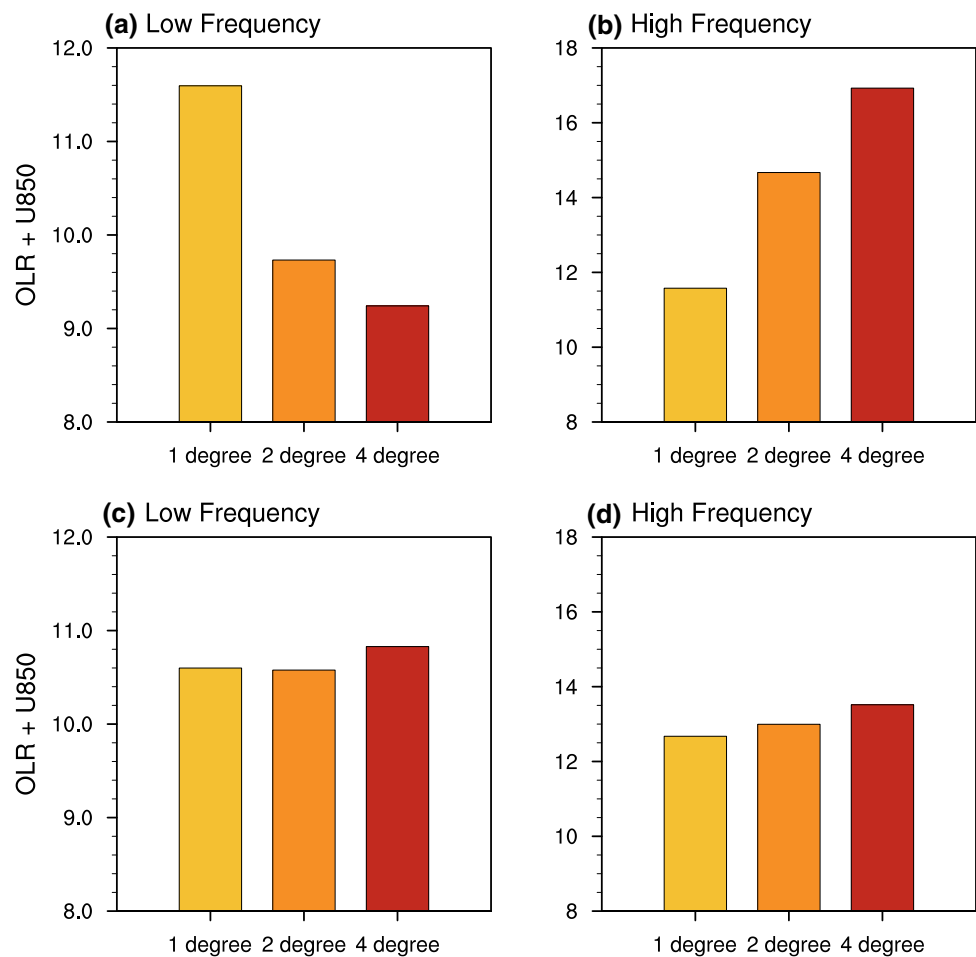 (a) Low Frequency
12.0
11.0
10.0
9.0
8.0
OLR + U850
1 degree 2 degree 4 degree
(b) High Frequency
18
16
14
12
10
8
1 degree 2 degree 4 degree
(c) Low Frequency
12.0
11.0
10.0
9.0
8.0
OLR + U850
1 degree 2 degree 4 degree
(d) High Frequency
18
16
14
12
10
8
1 degree 2 degree 4 degree